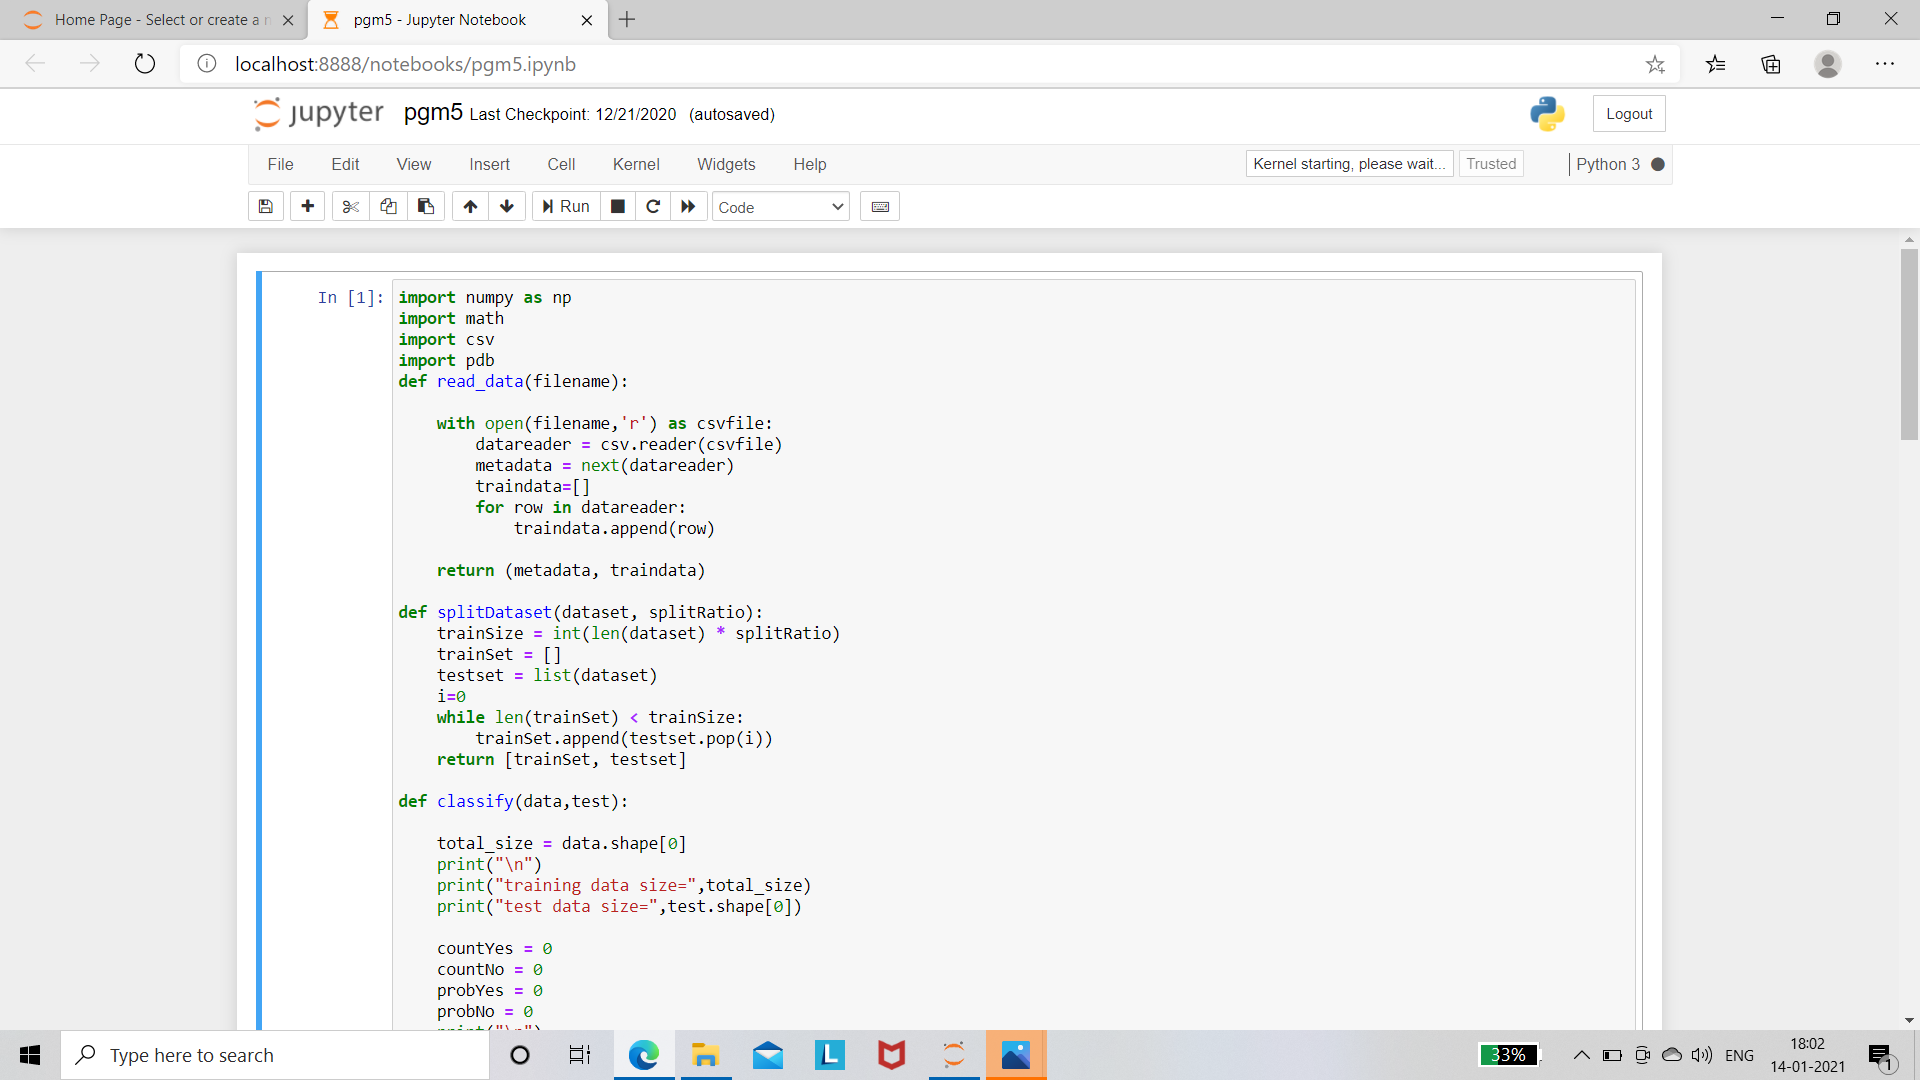 Home Page - Select or create a n
pgm5 - Jupyter Notebook
localhost:8888/notebooks/pgm5.ipynb
jupyter pgm5 Last Checkpoint: 12/21/2020 (autosaved)
Logout
File Edit View Insert Cell Kernel Widgets Help
Kernel starting, please wait... Trusted Python 3
Run Code
In [1]: import numpy as np
import math
import csv
import pdb
def read_data(filename):
with open(filename,'r') as csvfile:
datareader = csv.reader(csvfile)
metadata = next(datareader)
traindata=[]
for row in datareader:
traindata.append(row)
return (metadata, traindata)
def splitDataset(dataset, splitRatio):
trainSize = int(len(dataset) * splitRatio)
trainSet = []
testset = list(dataset)
i=0
while len(trainSet) < trainSize:
trainSet.append(testset.pop(i))
return [trainSet, testset]
def classify(data,test):
total_size = data.shape[0]
print("\n")
print("training data size=",total_size)
print("test data size=",test.shape[0])
countYes = 0
countNo = 0
probYes = 0
probNo = 0
print("\n")
Type here to search
L
33%
ENG
18:02
14-01-2021
1